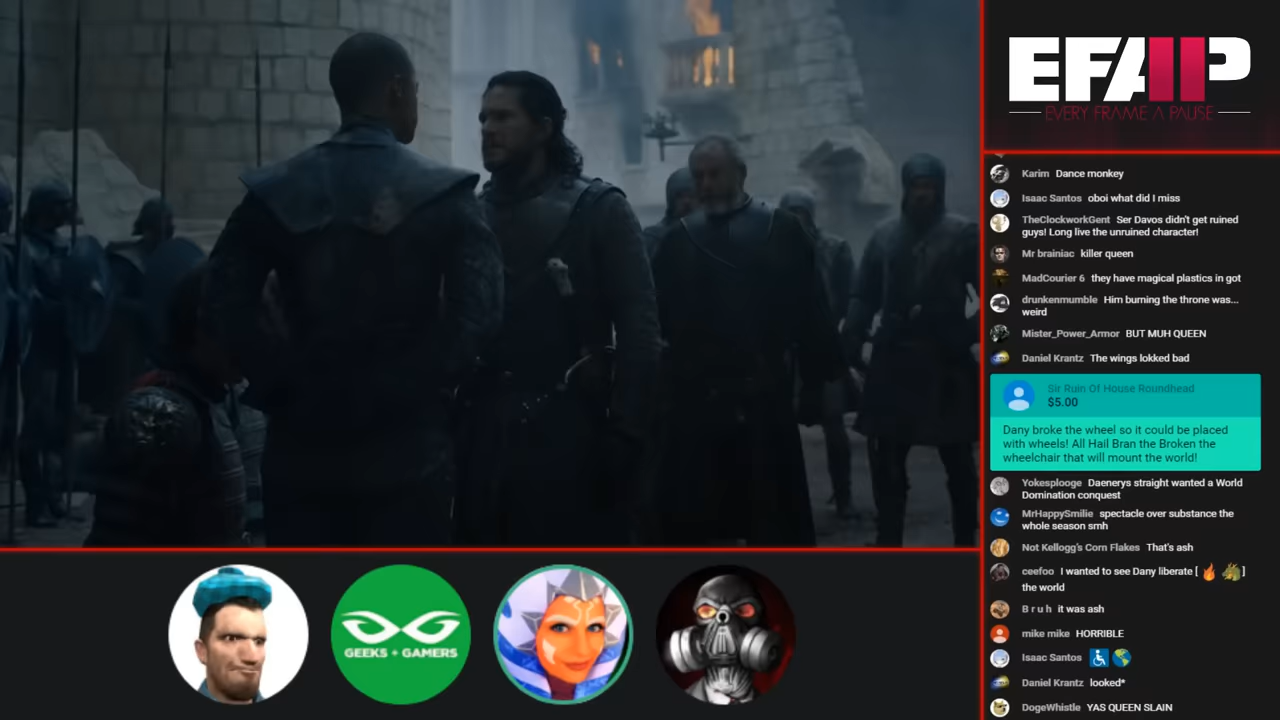 EFAP
EVERY FRAME A PAUSE
Karim Dance monkey
Isaac Santos oboi what did I miss
TheClockworkGent Ser Davos didn't get ruined
guys! Long live the unruined character!
Mr brainiac killer queen
MadCourier 6 they have magical plastics in got
drunkenmumble Him burning the throne was...
weird
Mister_Power_Armor BUT MUH QUEEN
Daniel Krantz The wings lokked bad
Sir Ruin Of House Roundhead
$5.00
Dany broke the wheel so it could be placed
with wheels! All Hail Bran the Broken the
wheelchair that will mount the world!
Yokesplooge Daenerys straight wanted a World
Domination conquest
MrHappySmilie spectacle over substance the
whole season smh
Not Kellogg's Corn Flakes That's ash
ceefoo I wanted to see Dany liberate [ 🔥 🐉 ]
the world
B r u h it was ash
mike mike HORRIBLE
Isaac Santos ♿ 🌎
Daniel Krantz looked*
DogeWhistle YAS QUEEN SLAIN
GEEKS + GAMERS